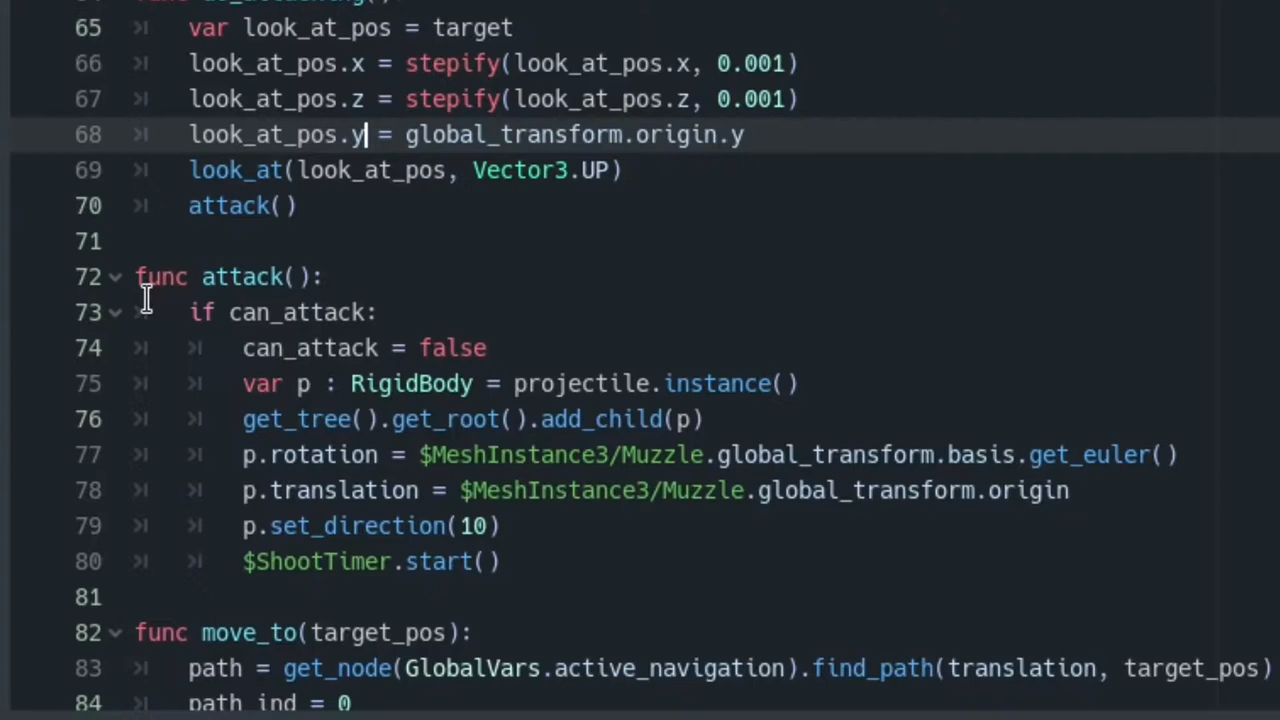 65 var look_at_pos = target
66 look_at_pos.x = stepify(look_at_pos.x, 0.001)
67 look_at_pos.z = stepify(look_at_pos.z, 0.001)
68 look_at_pos.y = global_transform.origin.y
69 look_at(look_at_pos, Vector3.UP)
70 attack()
71
72 func attack():
73 if can_attack:
74 can_attack = false
75 var p : RigidBody = projectile.instance()
76 get_tree().get_root().add_child(p)
77 p.rotation = $MeshInstance3/Muzzle.global_transform.basis.get_euler()
78 p.translation = $MeshInstance3/Muzzle.global_transform.origin
79 p.set_direction(10)
80 $ShootTimer.start()
81
82 func move_to(target_pos):
83 path = get_node(GlobalVars.active_navigation).find_path(translation, target_pos)
84 path_ind = 0